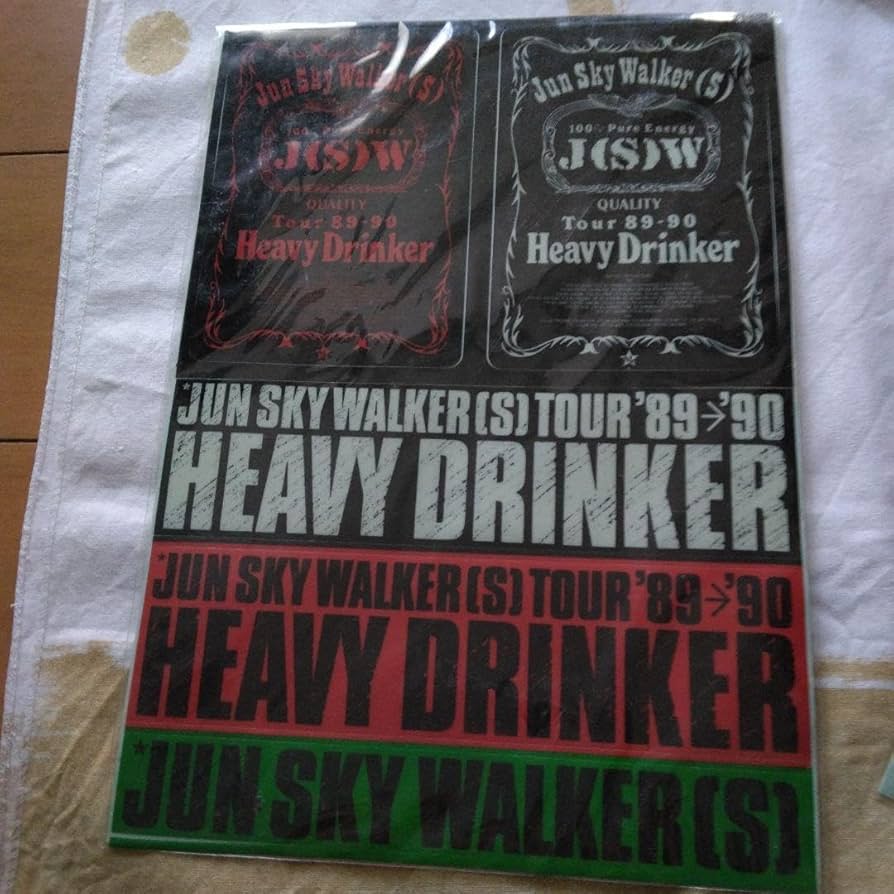 Jun Sky Walker (S)
100% Pure Energy
J(S)W
QUALITY
Tour 89-90
Heavy Drinker
Jun Sky Walker (S)
100% Pure Energy
J(S)W
QUALITY
Tour 89-90
Heavy Drinker
*JUN SKY WALKER(S) TOUR '89→'90
HEAVY DRINKER
*JUN SKY WALKER(S) TOUR '89→'90
HEAVY DRINKER
*JUN SKY WALKER(S)